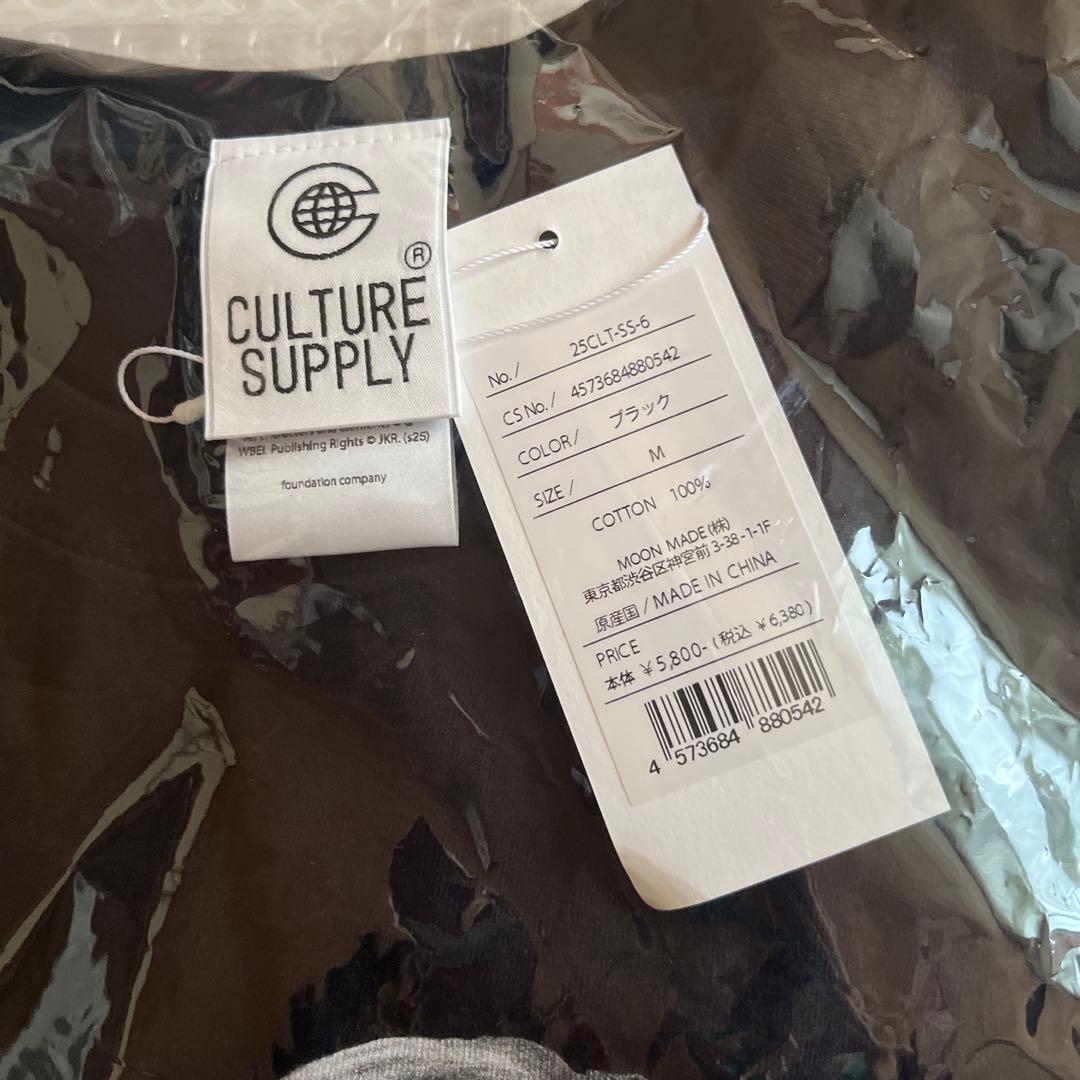 ®
CULTURE
SUPPLY
WBEI. Publishing Rights © JKR. (s25)
foundation company
No./ 25CLT-SS-6
CS No./ 4573684880542
COLOR/ ブラック
SIZE/ M
COTTON 100%
MOON MADE(株)
東京都渋谷区神宮前 3-38-1-1F
原産国/MADE IN CHINA
PRICE
本体 ¥5,800-(税込 ¥6,380)
4 573684 880542